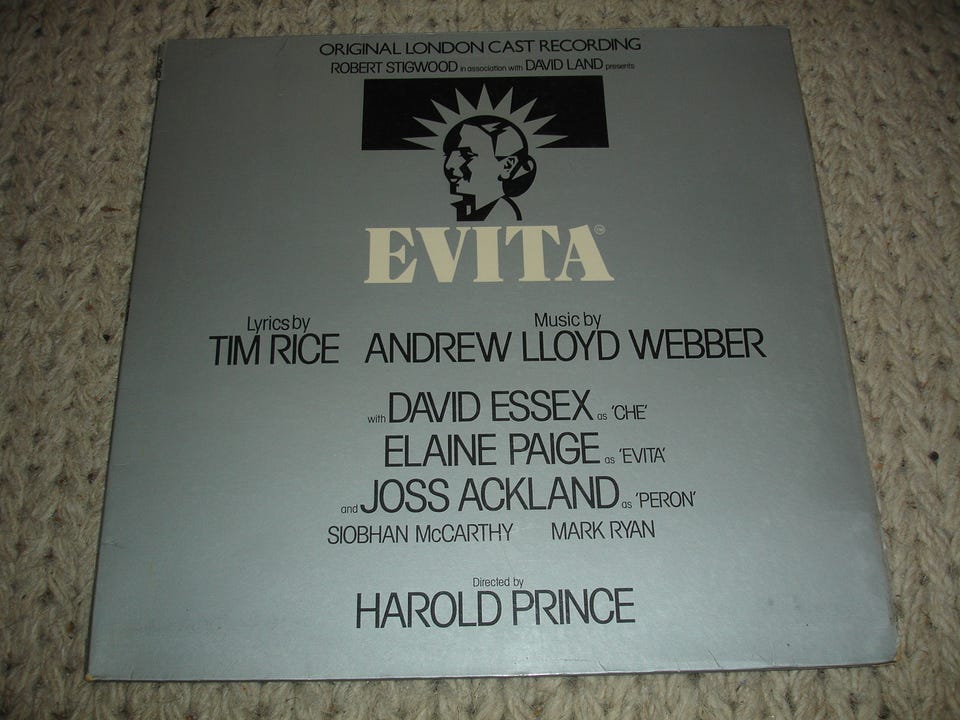 ORIGINAL LONDON CAST RECORDING
ROBERT STIGWOOD in association with DAVID LAND presents
EVITA™
Lyrics by Music by
TIM RICE ANDREW LLOYD WEBBER
with DAVID ESSEX as 'CHE'
ELAINE PAIGE as 'EVITA'
and JOSS ACKLAND as 'PERON'
SIOBHAN McCARTHY MARK RYAN
Directed by
HAROLD PRINCE